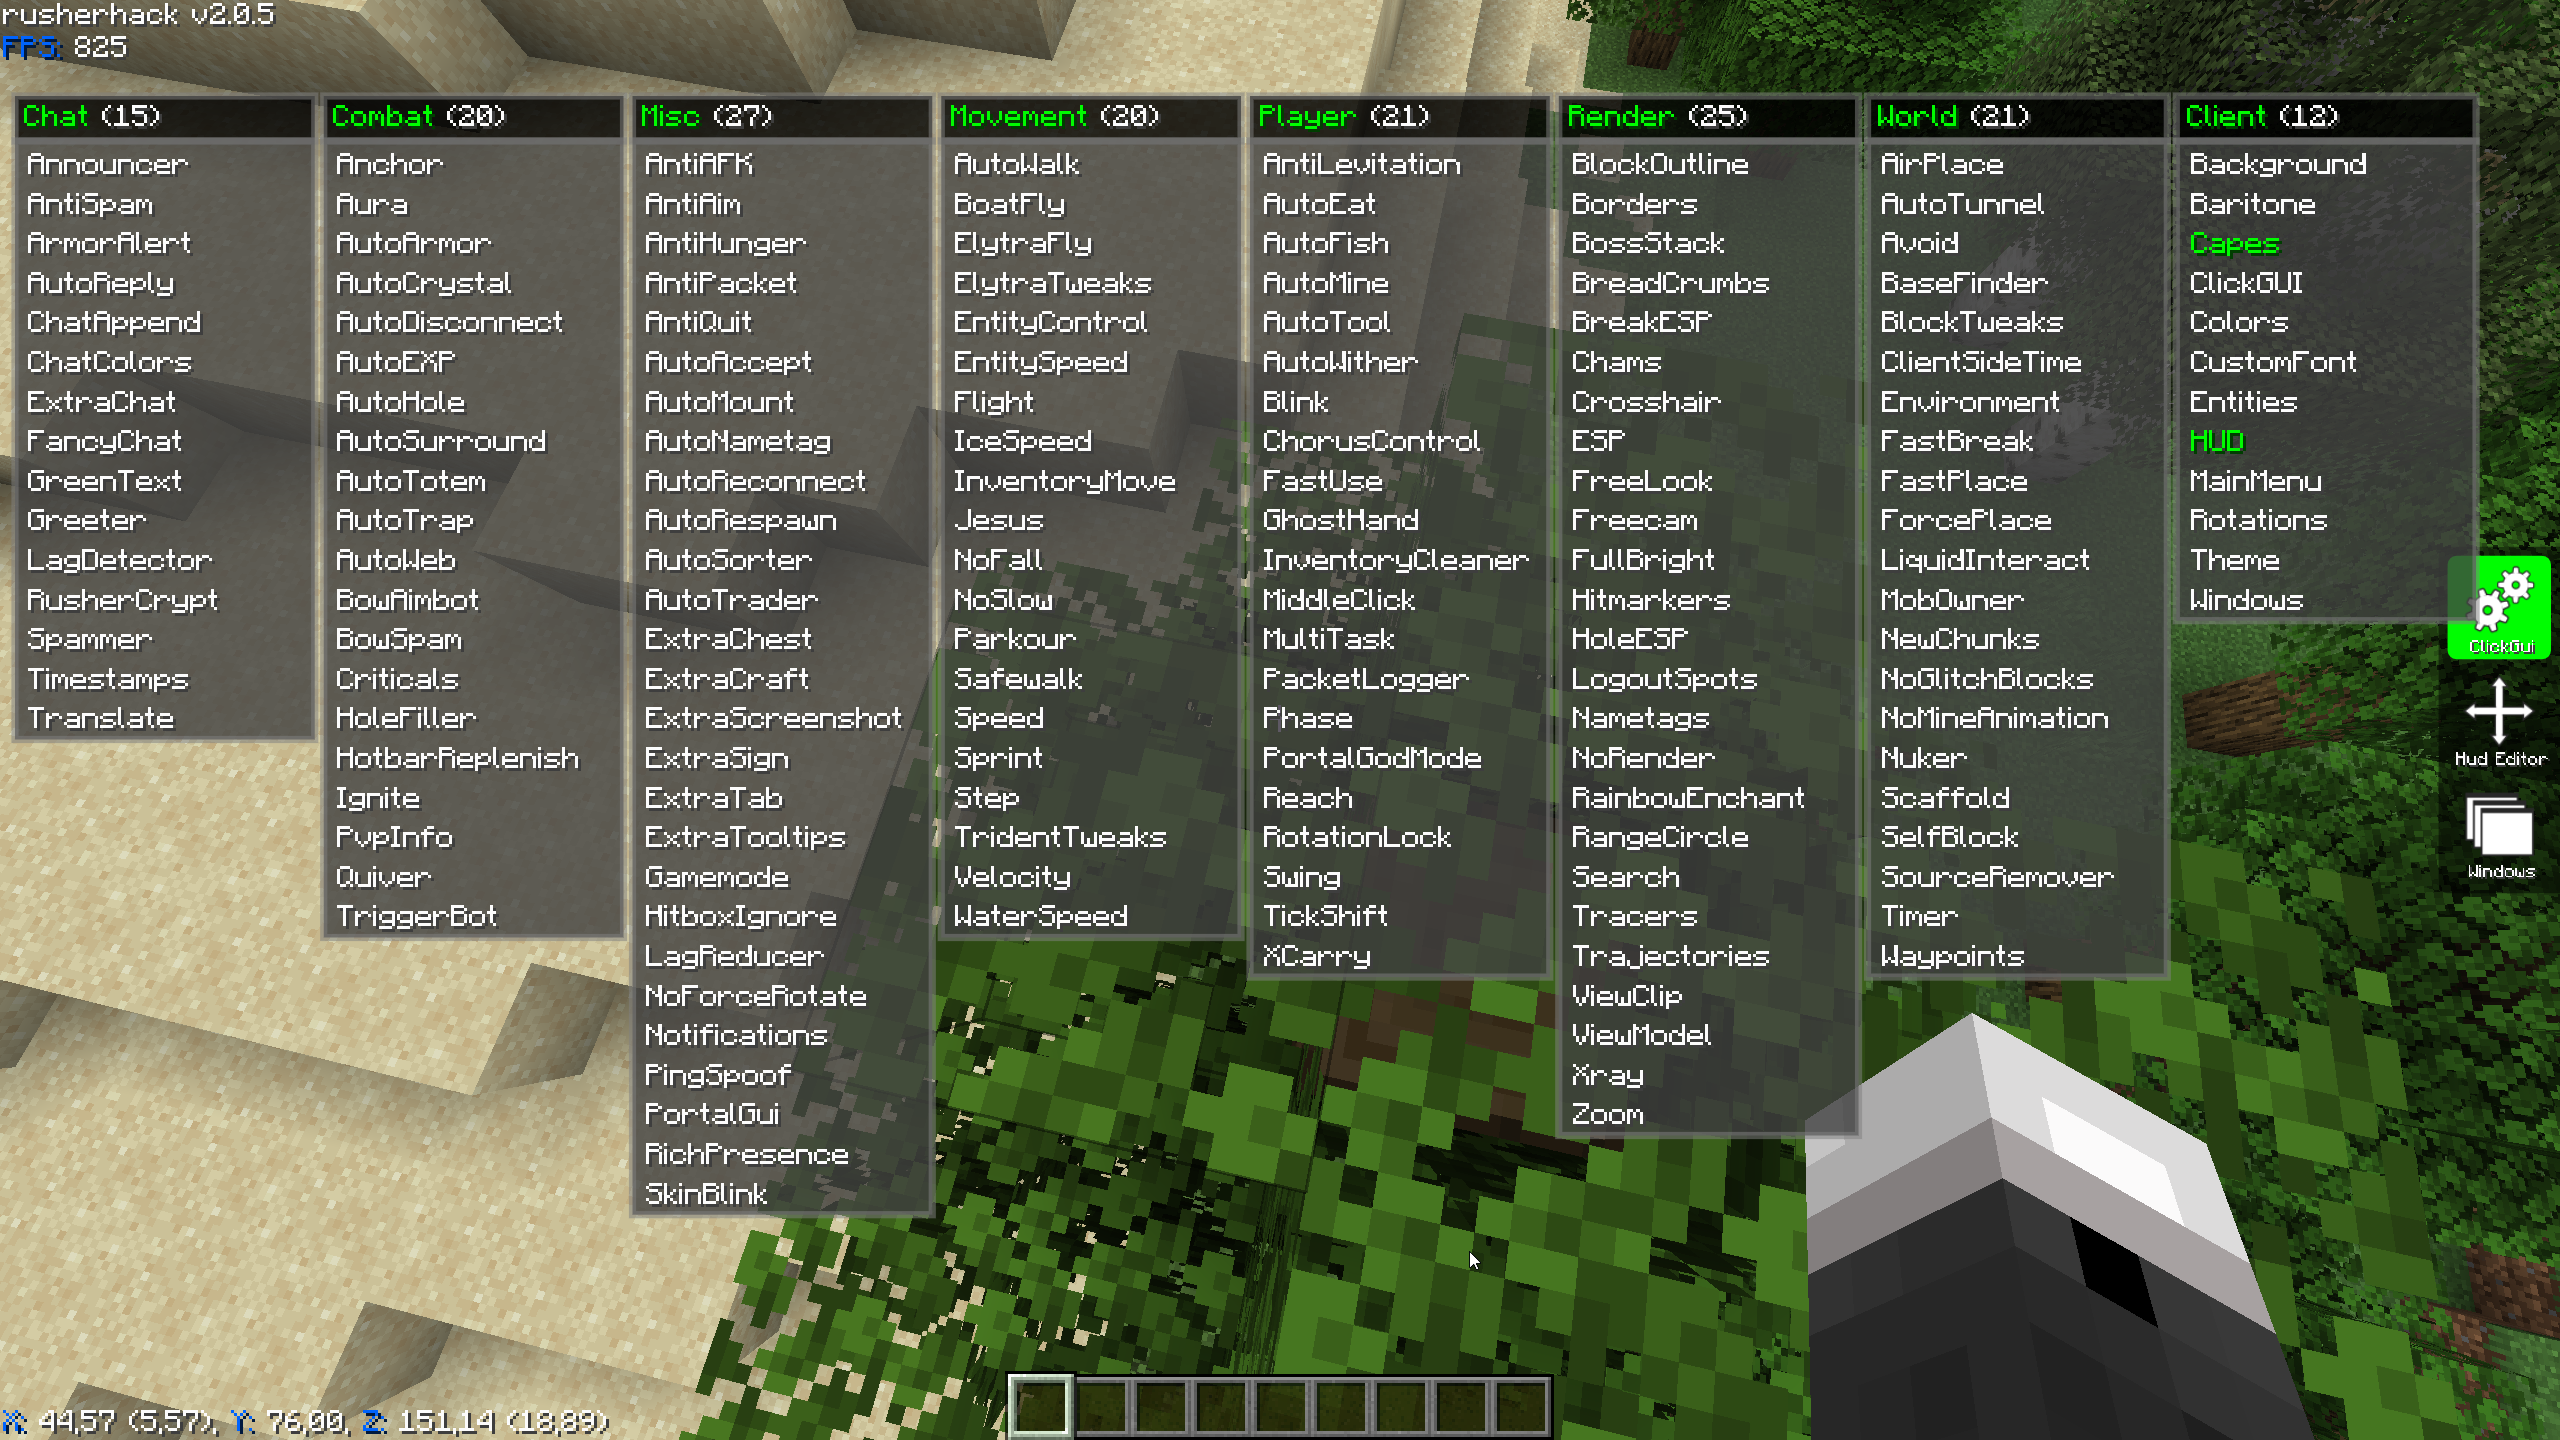 rusherhack v2.0.5
FPS: 825
Chat (15)
Announcer
AntiSpam
ArmorAlert
AutoReply
ChatAppend
ChatColors
ExtraChat
FancyChat
GreenText
Greeter
LagDetector
RusherCrypt
Spammer
Timestamps
Translate
Combat (20)
Anchor
Aura
AutoArmor
AutoCrystal
AutoDisconnect
AutoEXP
AutoHole
AutoSurround
AutoTotem
AutoTrap
AutoWeb
BowAimbot
BowSpam
Criticals
HoleFiller
HotbarReplenish
Ignite
PvpInfo
Quiver
TriggerBot
Misc (27)
AntiAFK
AntiAim
AntiHunger
AntiPacket
AntiQuit
AutoAccept
AutoMount
AutoNametag
AutoReconnect
AutoRespawn
AutoSorter
AutoTrader
ExtraChest
ExtraCraft
ExtraScreenshot
ExtraSign
ExtraTab
ExtraTooltips
Gamemode
HitboxIgnore
LagReducer
NoForceRotate
Notifications
PingSpoof
PortalGui
RichPresence
SkinBlink
Movement (20)
AutoWalk
BoatFly
ElytraFly
ElytraTweaks
EntityControl
EntitySpeed
Flight
IceSpeed
InventoryMove
Jesus
NoFall
NoSlow
Parkour
Safewalk
Speed
Sprint
Step
TridentTweaks
Velocity
WaterSpeed
Player (21)
AntiLevitation
AutoEat
AutoFish
AutoMine
AutoTool
AutoWither
Blink
ChorusControl
FastUse
GhostHand
InventoryCleaner
MiddleClick
MultiTask
PacketLogger
Phase
PortalGodMode
Reach
RotationLock
Swing
TickShift
XCarry
Render (25)
BlockOutline
Borders
BossStack
BreadCrumbs
BreakESP
Chams
Crosshair
ESP
FreeLook
Freecam
FullBright
Hitmarkers
HoleESP
LogoutSpots
Nametags
NoRender
RainbowEnchant
RangeCircle
Search
Tracers
Trajectories
ViewClip
ViewModel
Xray
Zoom
World (21)
AirPlace
AutoTunnel
Avoid
BaseFinder
BlockTweaks
ClientSideTime
Environment
FastBreak
FastPlace
ForcePlace
LiquidInteract
MobOwner
NewChunks
NoGlitchBlocks
NoMineAnimation
Nuker
Scaffold
SelfBlock
SourceRemover
Timer
Waypoints
Client (12)
Background
Baritone
Capes
ClickGUI
Colors
CustomFont
Entities
HUD
MainMenu
Rotations
Theme
Windows
ClickGui
Hud Editor
Windows
X: 44,57 (5,57), Y: 76,00, Z: 151,14 (18,89)